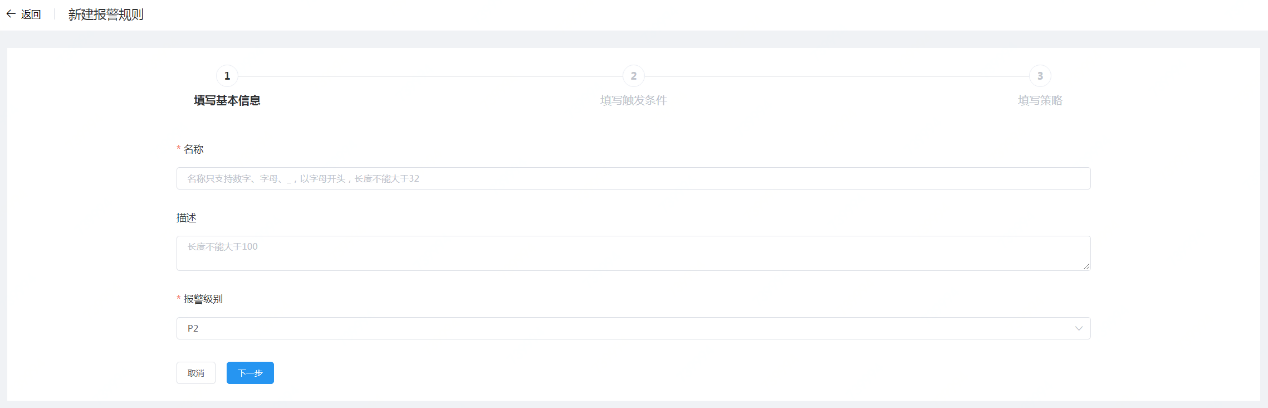 返回 新建报警规则
1 2 3
填写基本信息 填写触发条件 填写策略
* 名称
名称只支持数字、字母、_，以字母开头，长度不能大于32
描述
长度不能大于100
* 报警级别
P2
取消 下一步